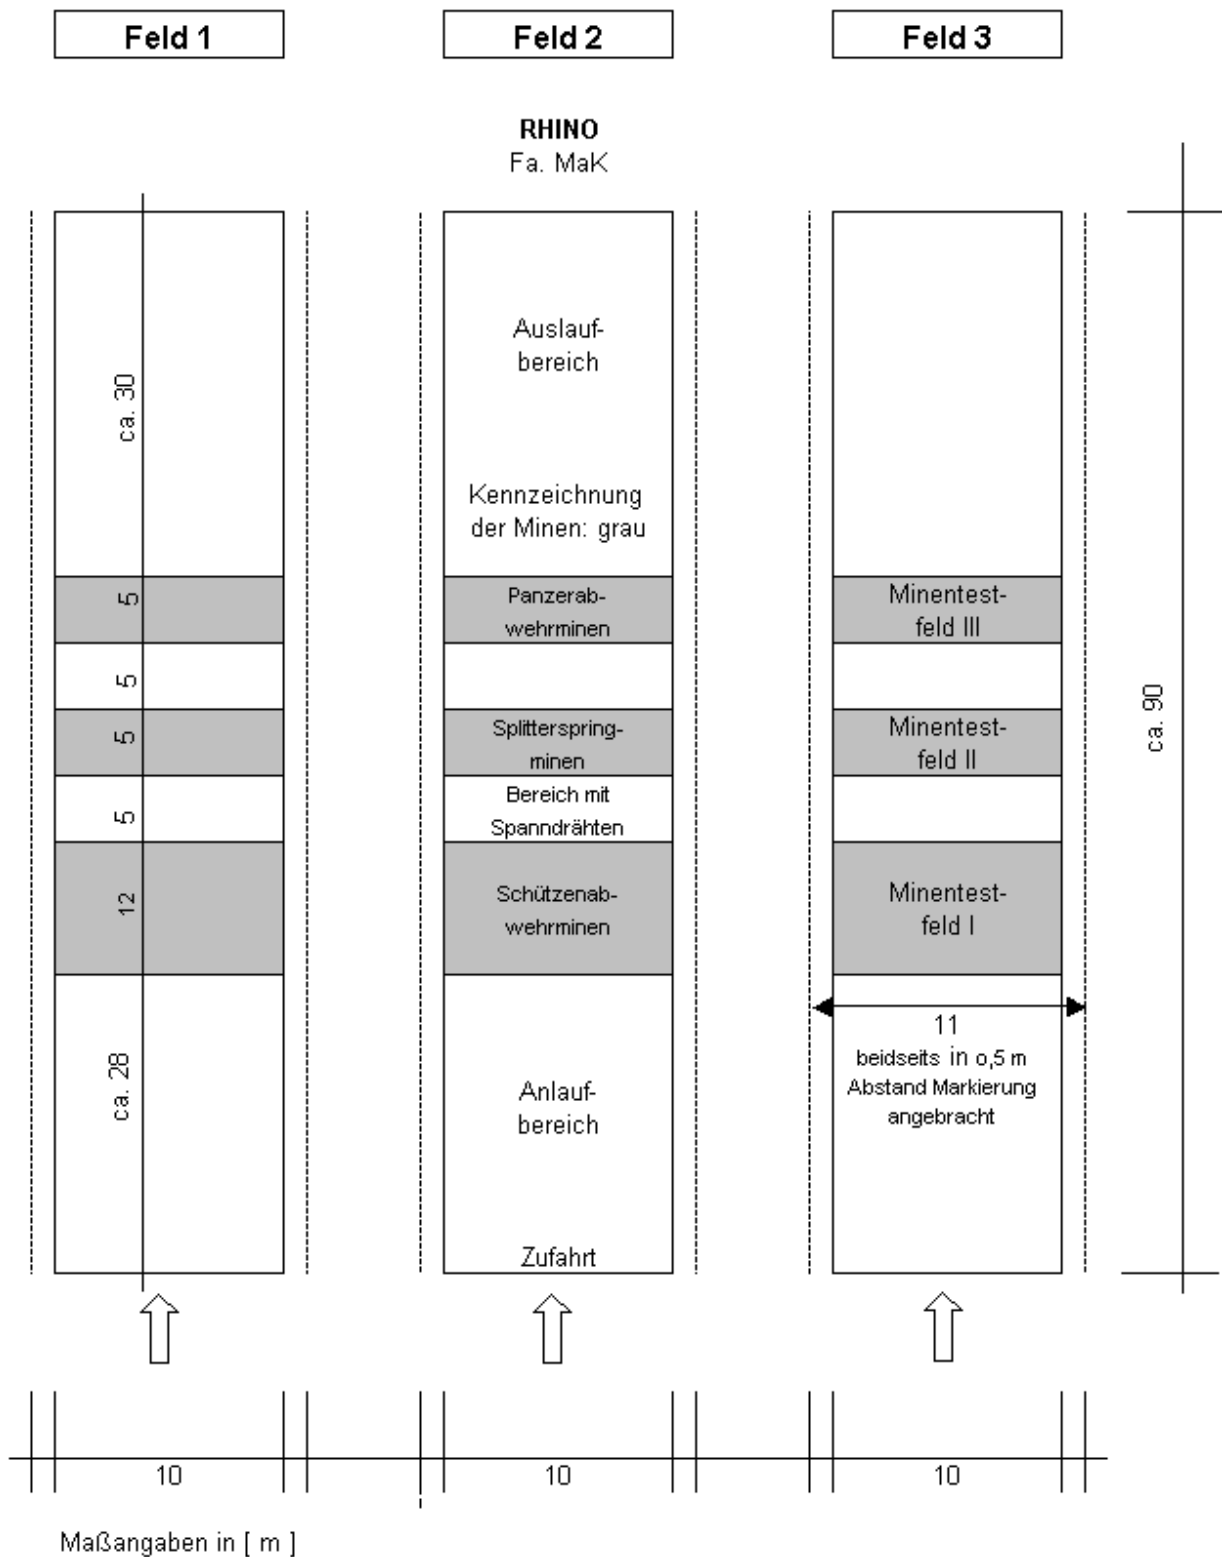 Feld 1
Feld 2
Feld 3
RHINO
Fa. MaK
Auslauf-
bereich
ca. 30
Kennzeichnung
der Minen: grau
5
Panzerab-
wehrminen
Minentest-
feld III
5
ca. 90
5
Splitterspring-
minen
Minentest-
feld II
5
Bereich mit
Spanndrähten
12
Schützenab-
wehrminen
Minentest-
feld I
11
beidseits in o,5 m
Abstand Markierung
angebracht
ca. 28
Anlauf-
bereich
Zufahrt
10
10
10
Maßangaben in [ m ]